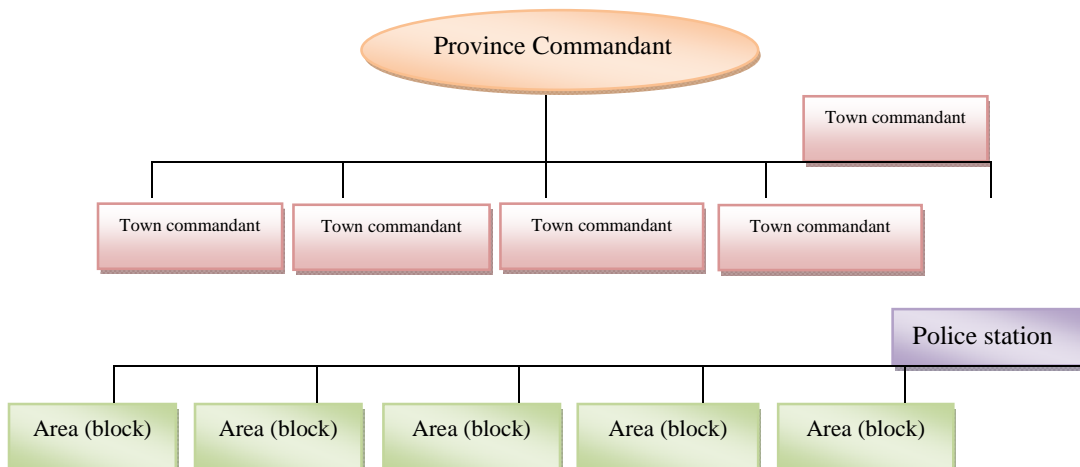 Province Commandant
Town commandant
Town commandant
Town commandant
Town commandant
Town commandant
Police station
Area (block)
Area (block)
Area (block)
Area (block)
Area (block)